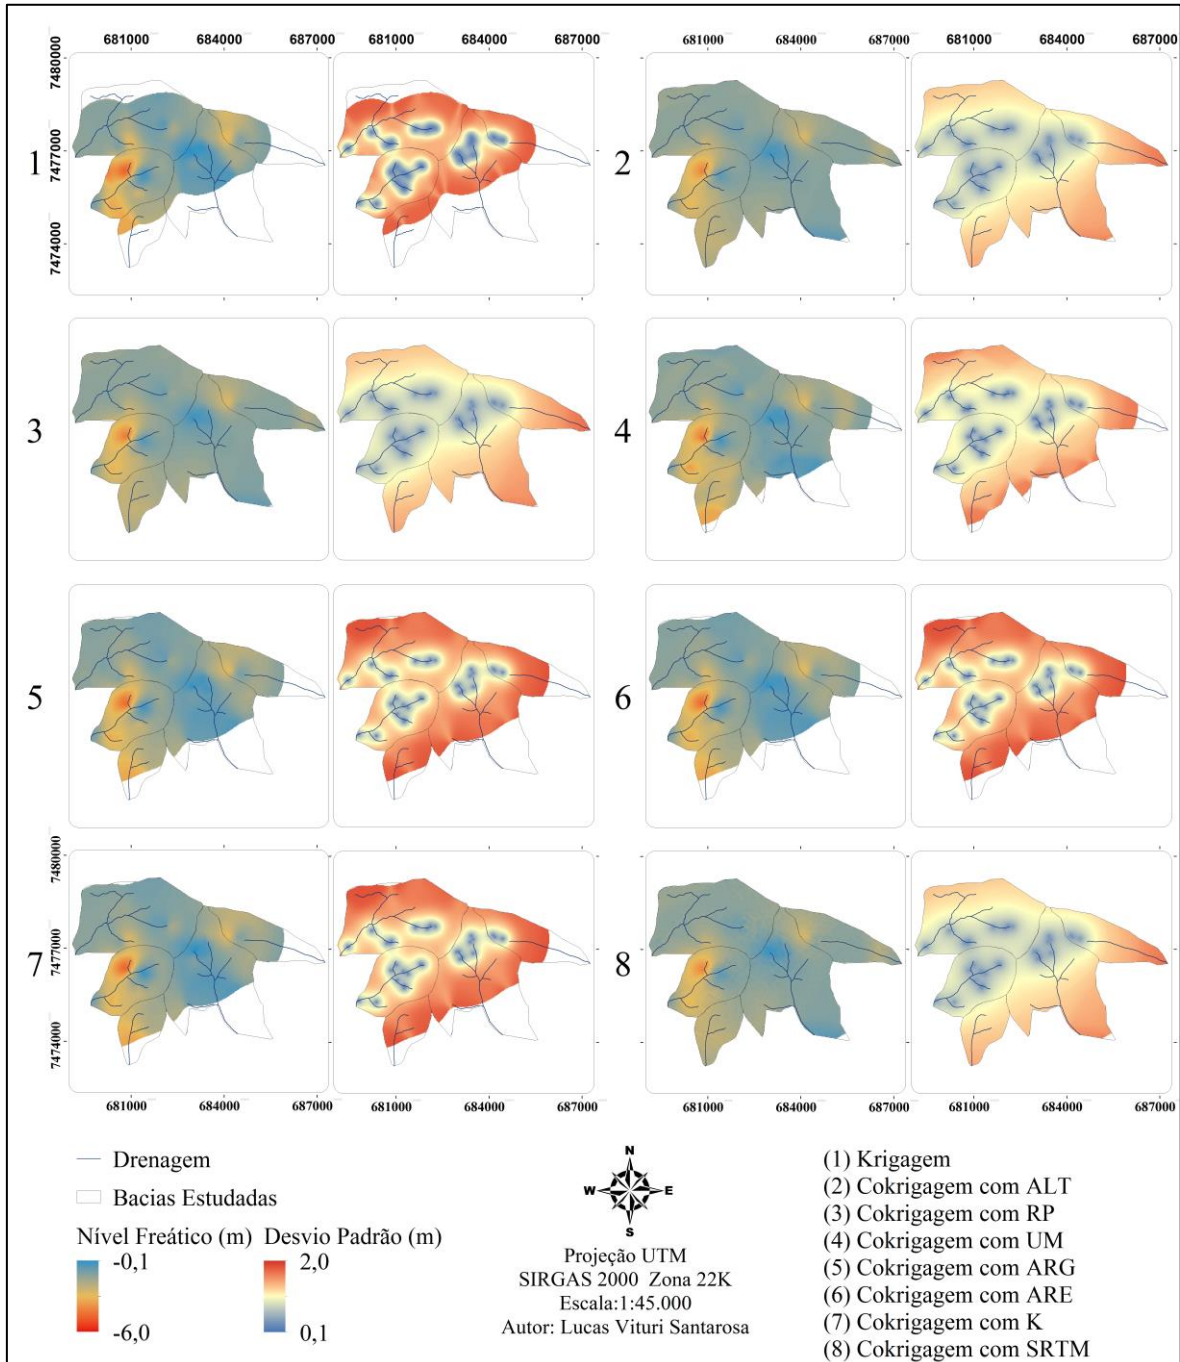 681000 684000 687000 681000 684000 687000 681000 684000 687000 681000 684000 687000
7480000
7477000
7474000
1
2
3
4
5
6
7480000
7477000
7474000
7
8
681000 684000 687000 681000 684000 687000 681000 684000 687000 681000 684000 687000
Drenagem
Bacias Estudadas
Nível Freático (m)
-0,1
-6,0
Desvio Padrão (m)
2,0
0,1
N
W E
S
Projeção UTM
SIRGAS 2000 Zona 22K
Escala:1:45.000
Autor: Lucas Vituri Santarosa
(1) Krigagem
(2) Cokrigagem com ALT
(3) Cokrigagem com RP
(4) Cokrigagem com UM
(5) Cokrigagem com ARG
(6) Cokrigagem com ARE
(7) Cokrigagem com K
(8) Cokrigagem com SRTM